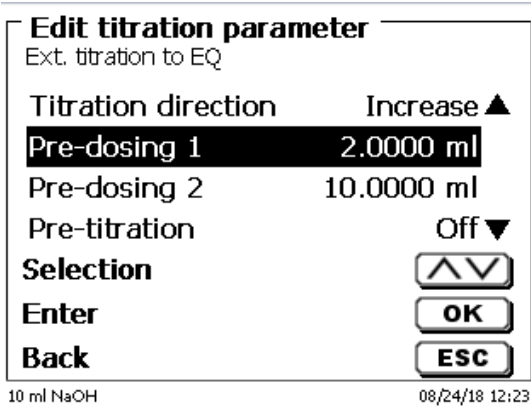 Edit titration parameter
Ext. titration to EQ
Titration direction Increase ▲
Pre-dosing 1 2.0000 ml
Pre-dosing 2 10.0000 ml
Pre-titration Off ▼
Selection
Enter OK
Back ESC
10 ml NaOH 08/24/18 12:23